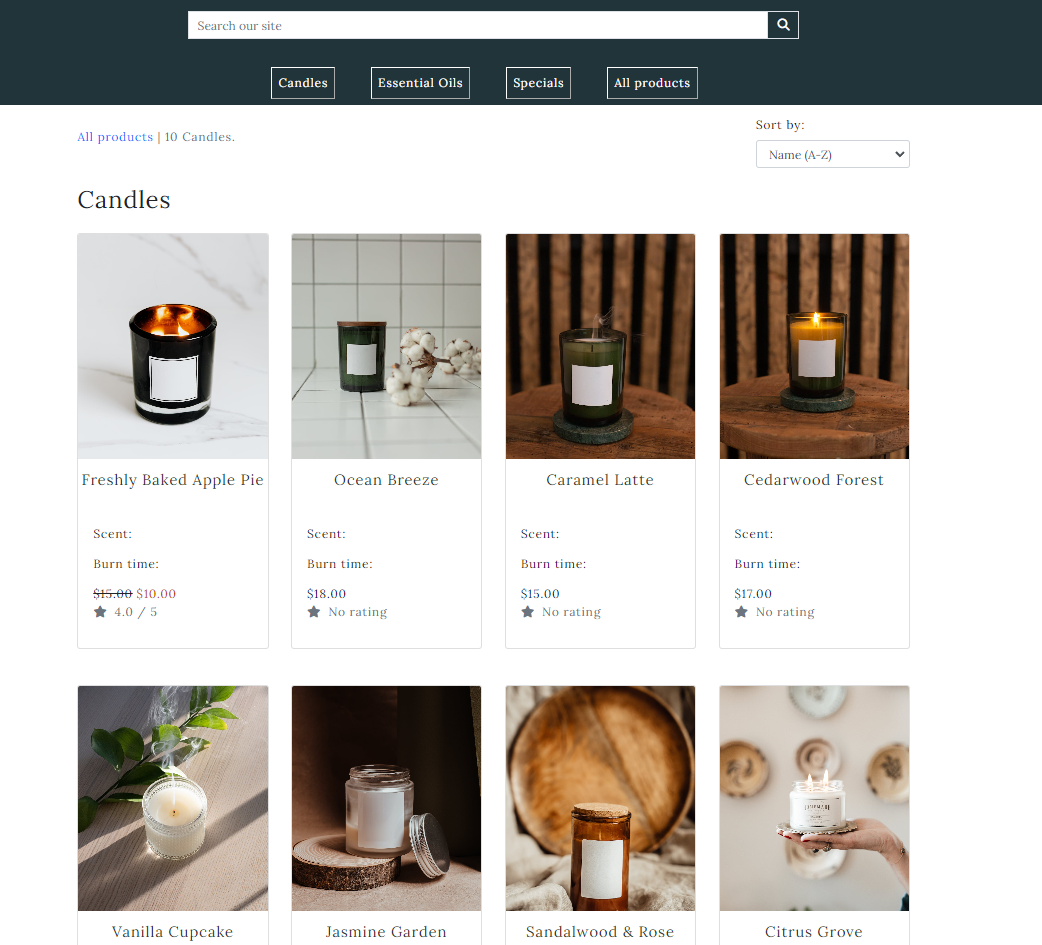 Search our site
Candles Essential Oils Specials All products
All products | 10 Candles.
Sort by:
Name (A-Z)
Candles
Freshly Baked Apple Pie
Scent:
Burn time:
$15.00 $10.00
4.0 / 5
Ocean Breeze
Scent:
Burn time:
$18.00
No rating
Caramel Latte
Scent:
Burn time:
$15.00
No rating
Cedarwood Forest
Scent:
Burn time:
$17.00
No rating
Vanilla Cupcake
Jasmine Garden
Sandalwood & Rose
Citrus Grove